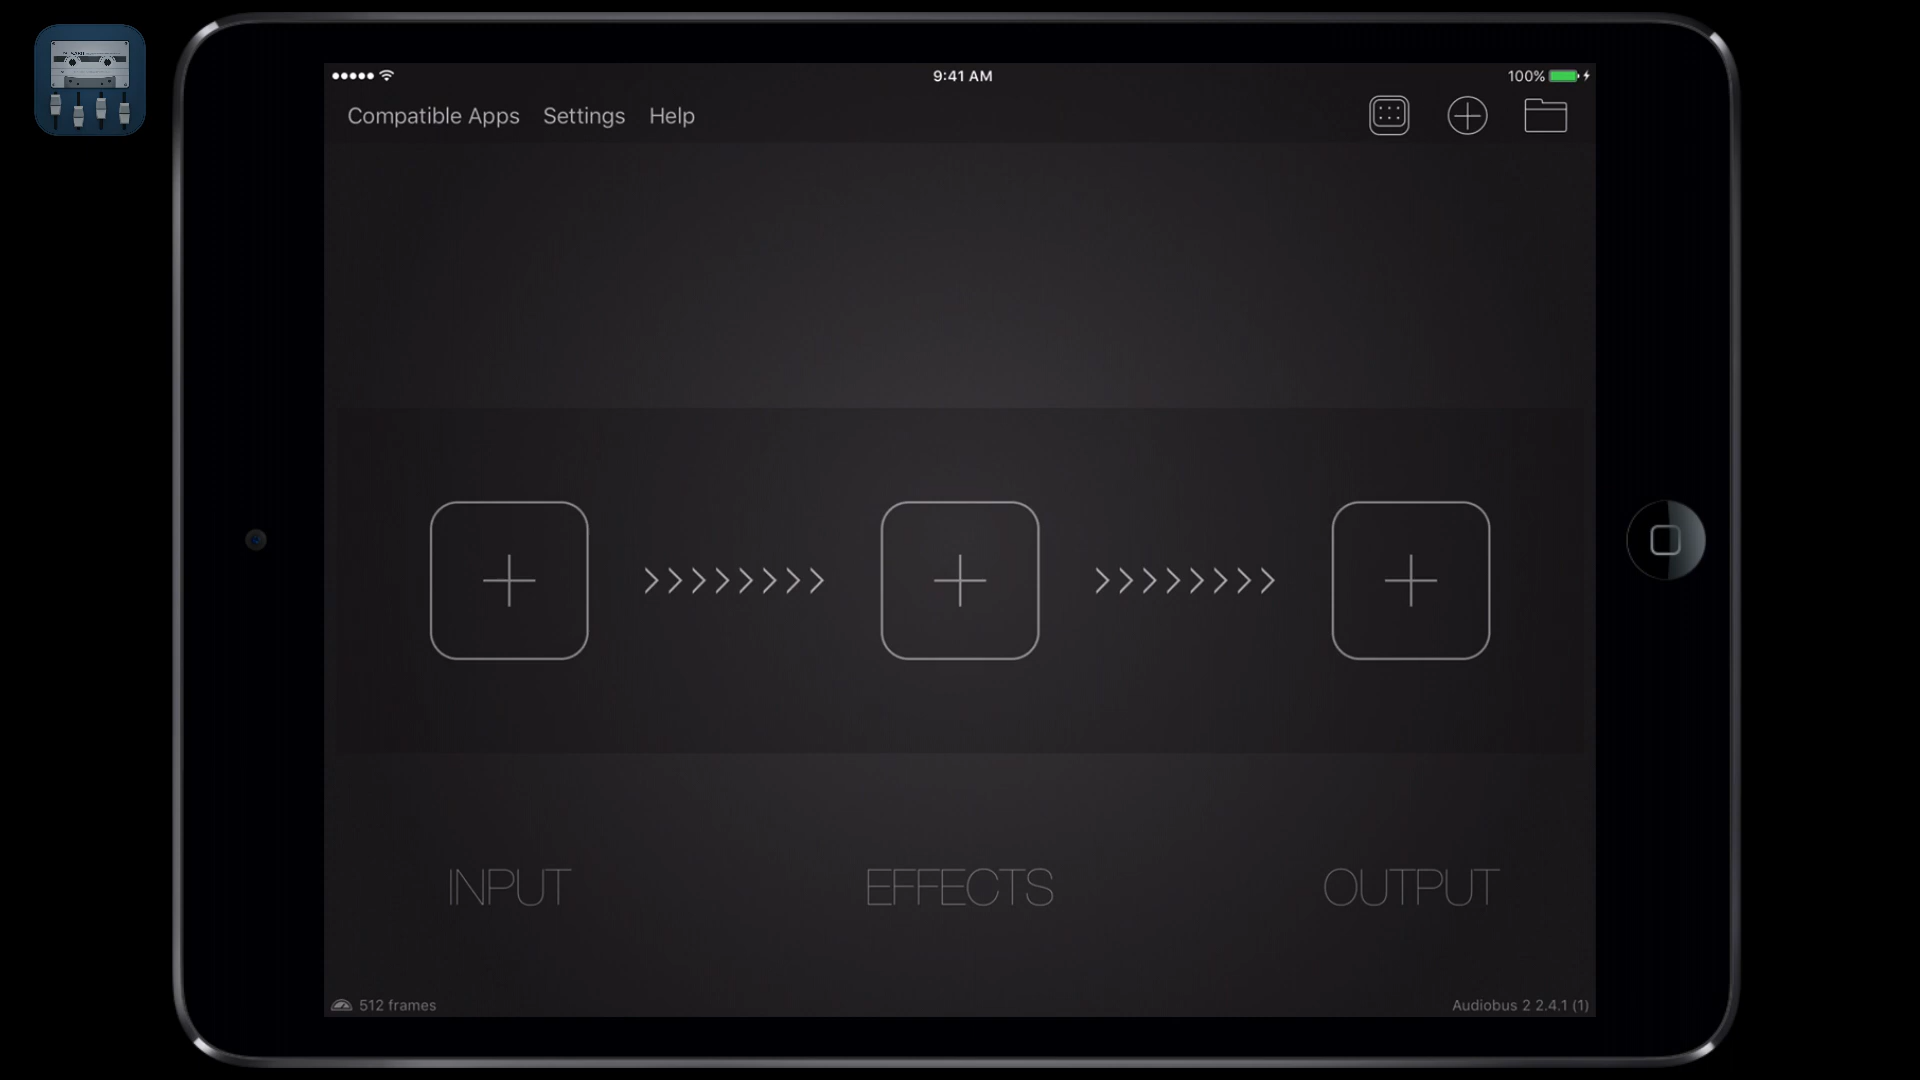 9:41 AM
100%
Compatible Apps Settings Help
INPUT EFFECTS OUTPUT
512 frames
Audiobus 2 2.4.1 (1)